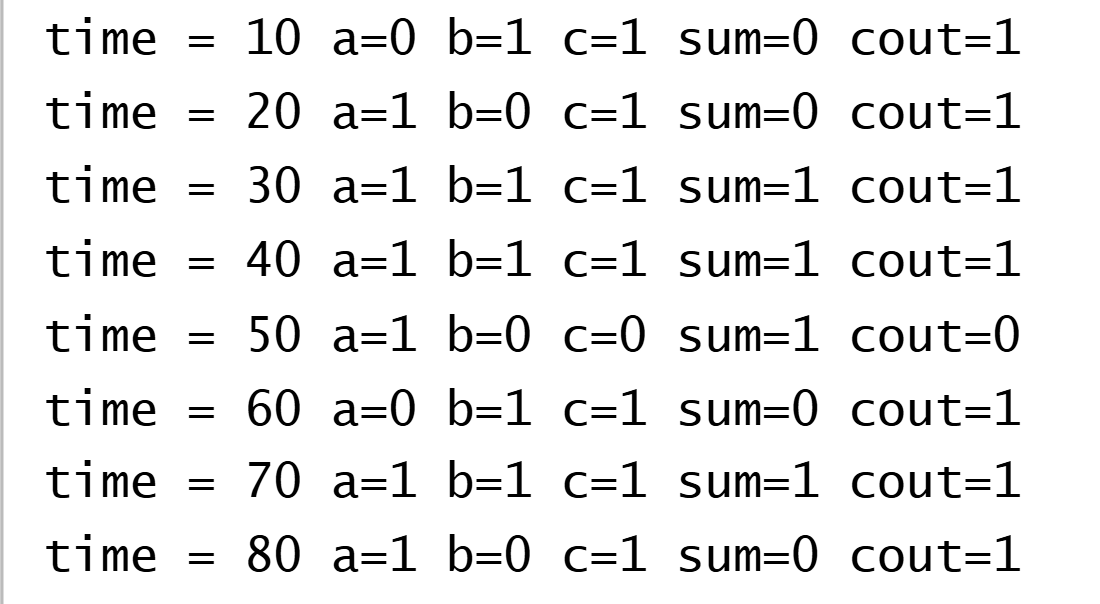 time = 10 a=0 b=1 c=1 sum=0 cout=1
time = 20 a=1 b=0 c=1 sum=0 cout=1
time = 30 a=1 b=1 c=1 sum=1 cout=1
time = 40 a=1 b=1 c=1 sum=1 cout=1
time = 50 a=1 b=0 c=0 sum=1 cout=0
time = 60 a=0 b=1 c=1 sum=0 cout=1
time = 70 a=1 b=1 c=1 sum=1 cout=1
time = 80 a=1 b=0 c=1 sum=0 cout=1